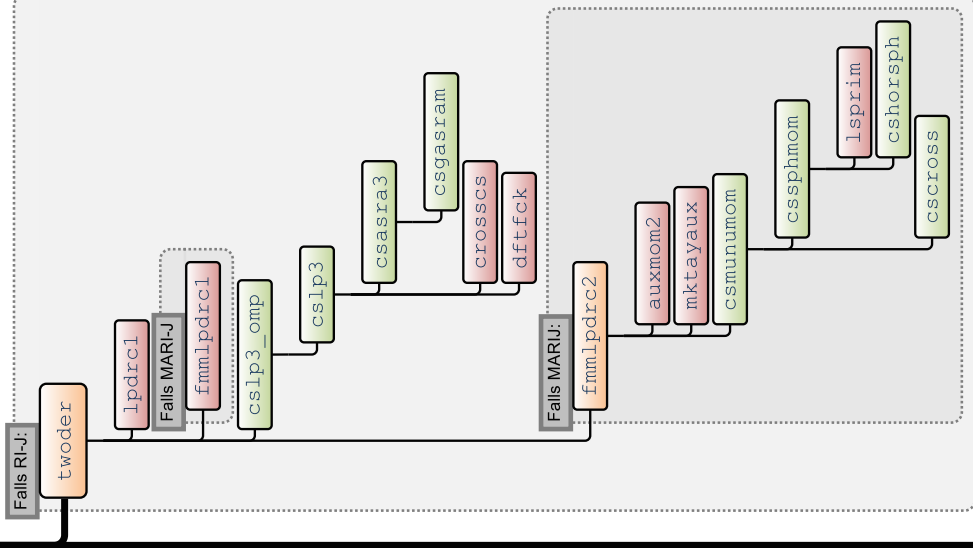 Falls RI-J:
twoder
lpdrc1
Falls MARI-J
fmmlpdrc1
cslp3_omp
cslp3
csasra3
csgasram
crosscs
dftfck
Falls MARIJ:
fmmlpdrc2
auxmom2
mktayaux
csmunumom
cssphmom
lsprim
cshorsph
cscross